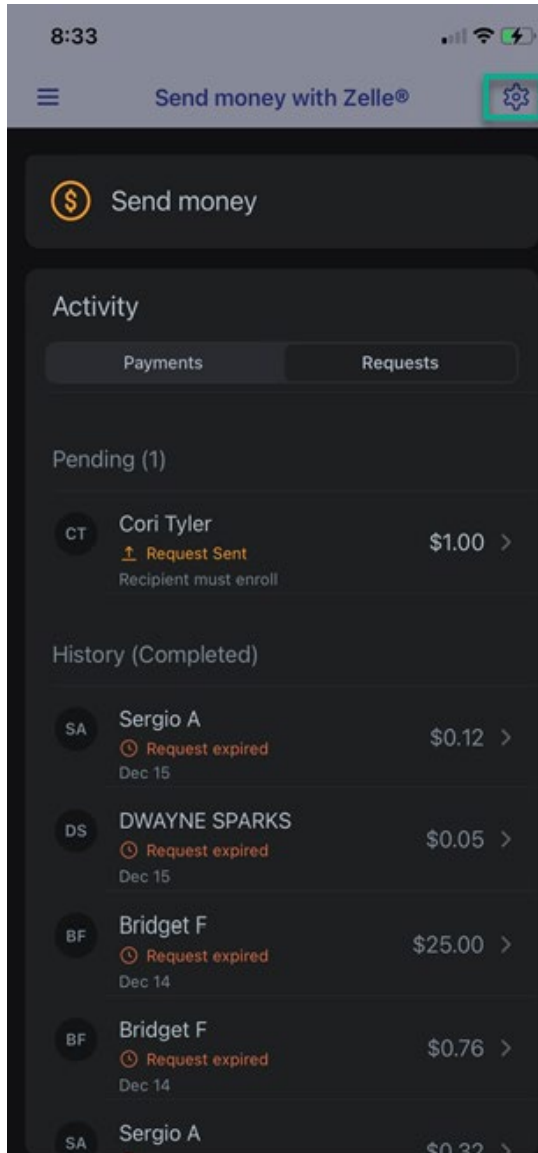 8:33
Send money with Zelle®
$ Send money
Activity
Payments Requests
Pending (1)
CT Cori Tyler $1.00
Request Sent
Recipient must enroll
History (Completed)
SA Sergio A $0.12
Request expired
Dec 15
DS DWAYNE SPARKS $0.05
Request expired
Dec 15
BF Bridget F $25.00
Request expired
Dec 14
BF Bridget F $0.76
Request expired
Dec 14
SA Sergio A $0.32